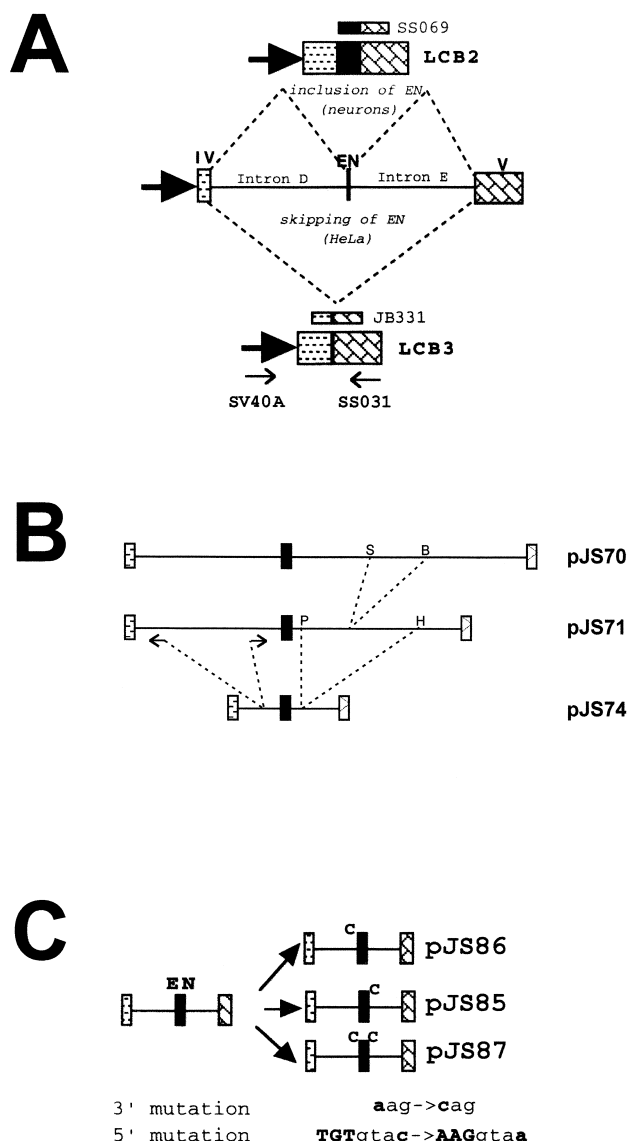 A
SS069
LCB2
inclusion of EN
(neurons)
IV
EN
V
Intron D
Intron E
skipping of EN
(HeLa)
JB331
LCB3
SV40A
SS031
B
S
B
pJS70
P
H
pJS71
pJS74
C
C
pJS86
EN
C
pJS85
C C
pJS87
3' mutation aag->cag
5' mutation TGTgtac->AAGgtaa